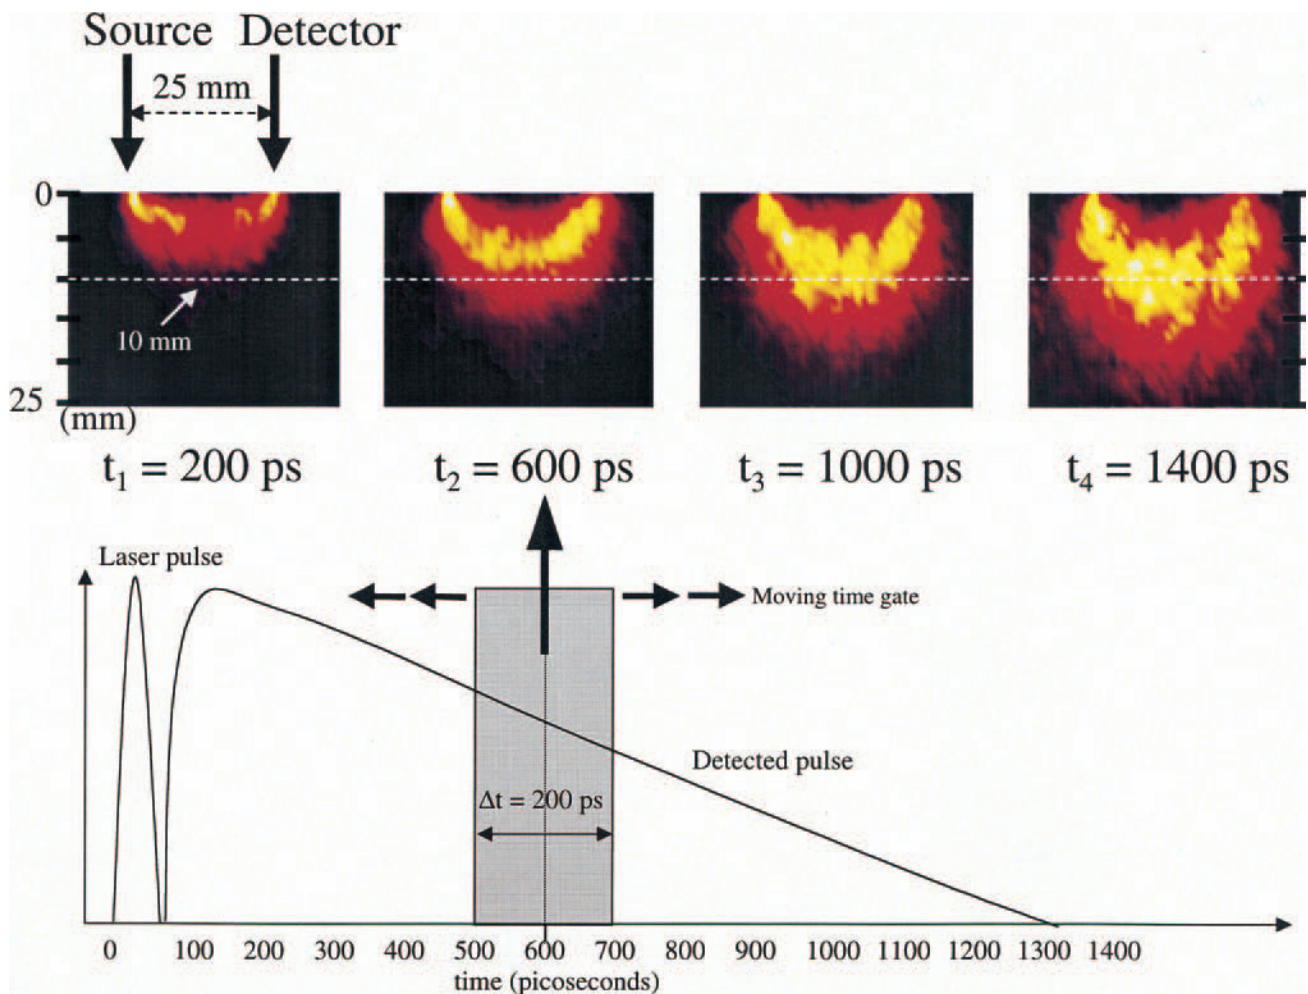 Source Detector
25 mm
0
10 mm
25
(mm)
t1 = 200 ps
t2 = 600 ps
t3 = 1000 ps
t4 = 1400 ps
Laser pulse
Moving time gate
Detected pulse
Δt = 200 ps
0 100 200 300 400 500 600 700 800 900 1000 1100 1200 1300 1400
time (picoseconds)